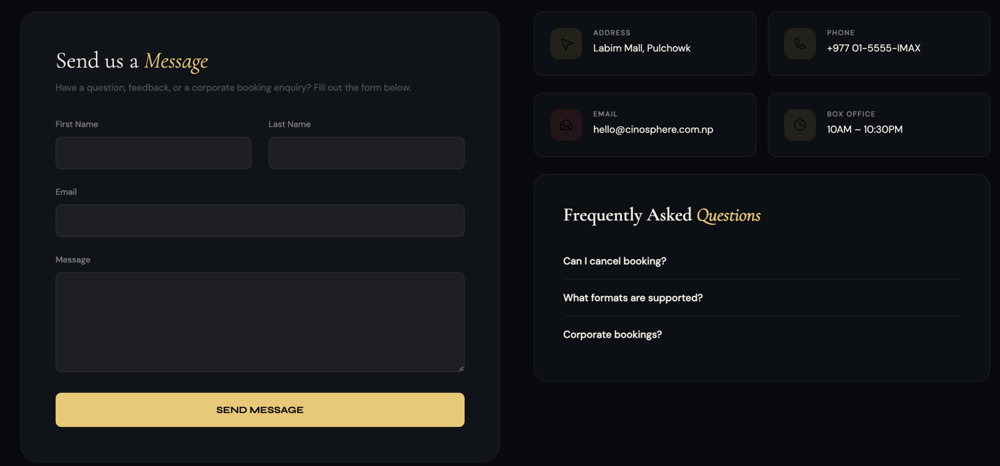 Send us a Message
Have a question, feedback, or a corporate booking enquiry? Fill out the form below.
First Name
Last Name
Email
Message
SEND MESSAGE
ADDRESS
Labim Mall, Pulchowk
PHONE
+977 01-5555-IMAX
EMAIL
hello@cinosphere.com.np
BOX OFFICE
10AM – 10:30PM
Frequently Asked Questions
Can I cancel booking?
What formats are supported?
Corporate bookings?